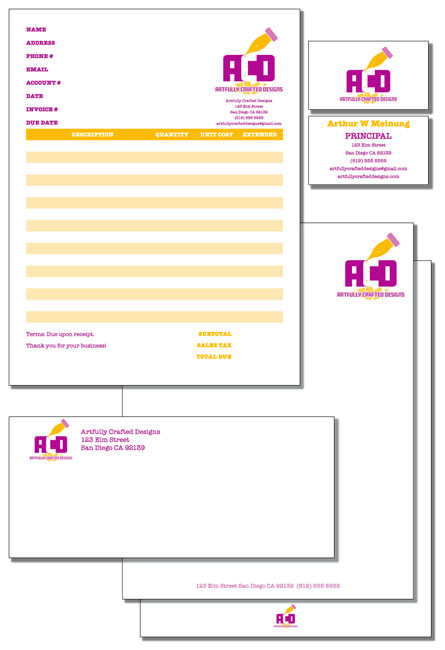 NAME
ADDRESS
PHONE #
EMAIL
ACCOUNT #
DATE
INVOICE #
DUE DATE
ACD
ARTFULLY CRAFTED DESIGNS
Artfully Crafted Designs
123 Elm Street
San Diego CA 92139
(619) 555 5555
artfullycrafteddesigns@gmail.com
DESCRIPTION QUANTITY UNIT COST EXTENDED
Terms: Due upon receipt.
Thank you for your business!
SUBTOTAL
SALES TAX
TOTAL DUE
ACD
ARTFULLY CRAFTED DESIGNS
Arthur W Meinung
PRINCIPAL
123 Elm Street
San Diego CA 92139
(619) 555 5555
artfullycrafteddesigns@gmail.com
artfullycrafteddesigns.com
ACD
ARTFULLY CRAFTED DESIGNS
ACD
ARTFULLY CRAFTED DESIGNS
Artfully Crafted Designs
123 Elm Street
San Diego CA 92139
123 Elm Street San Diego CA 92139 (619) 555 5555
ACD
ARTFULLY CRAFTED DESIGNS